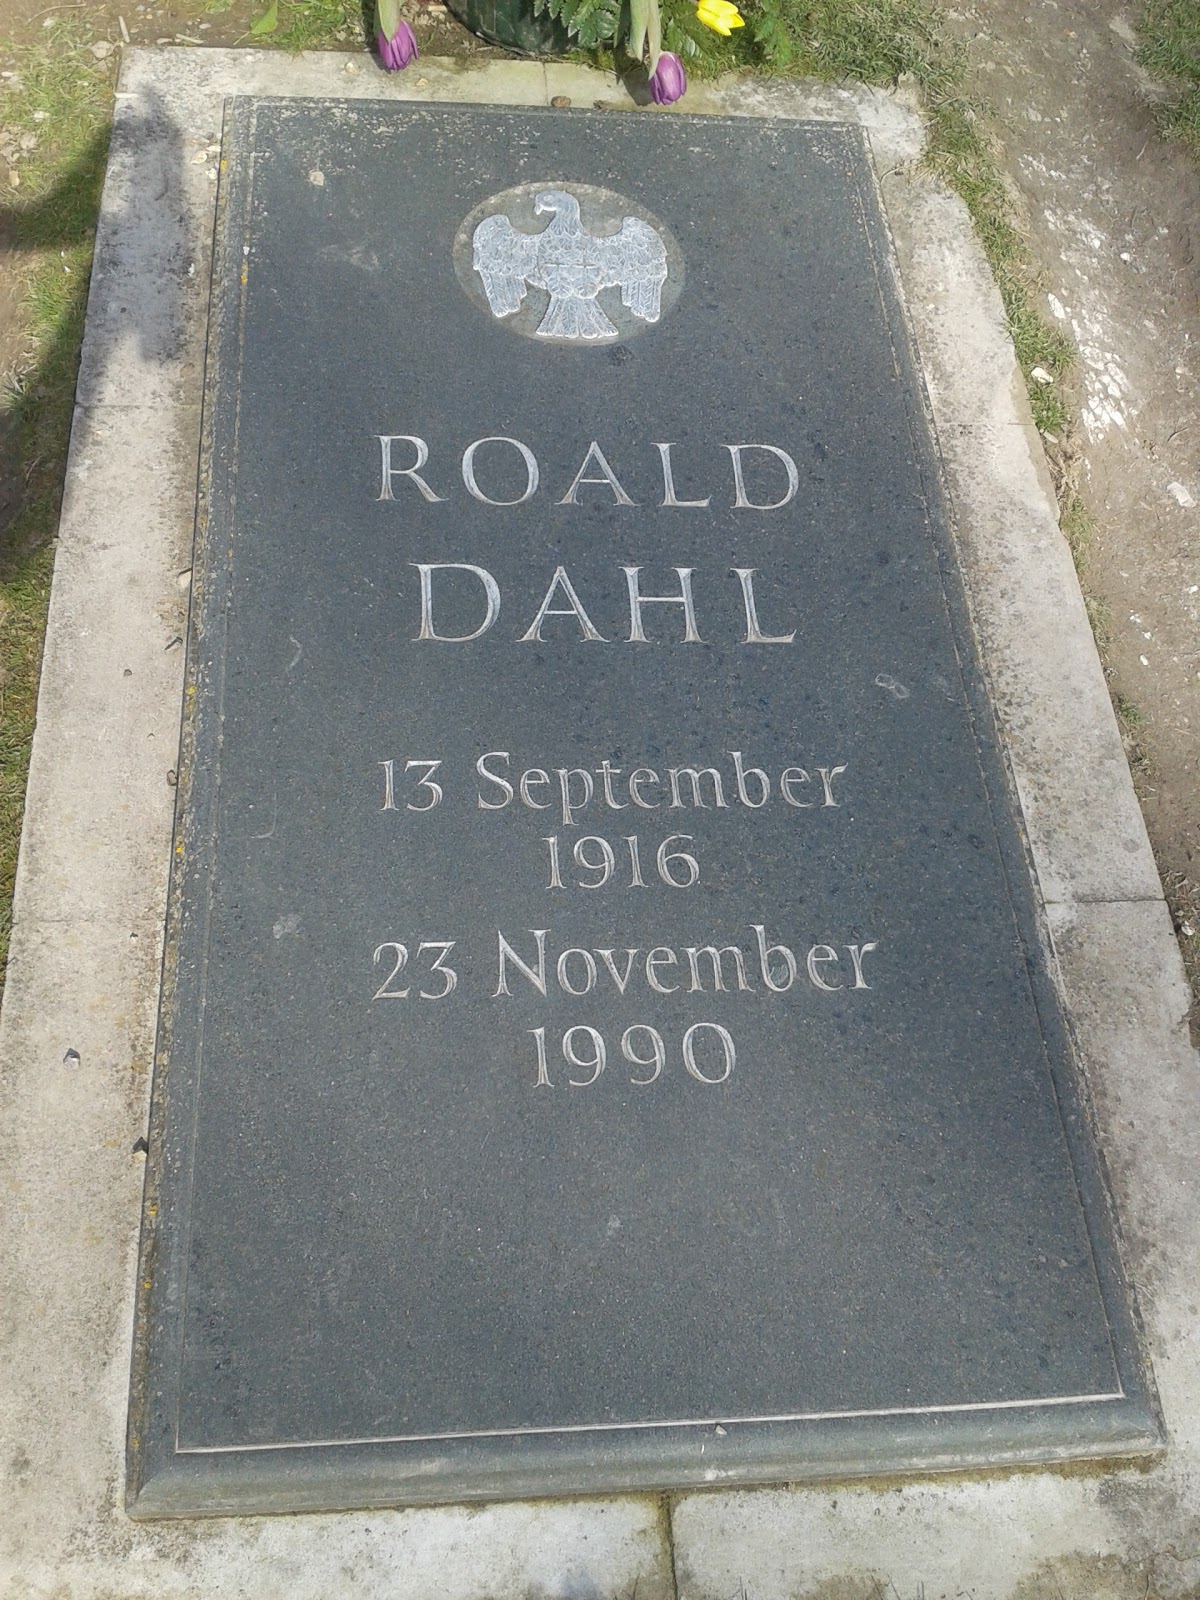 ROALD
DAHL
13 September
1916
23 November
1990